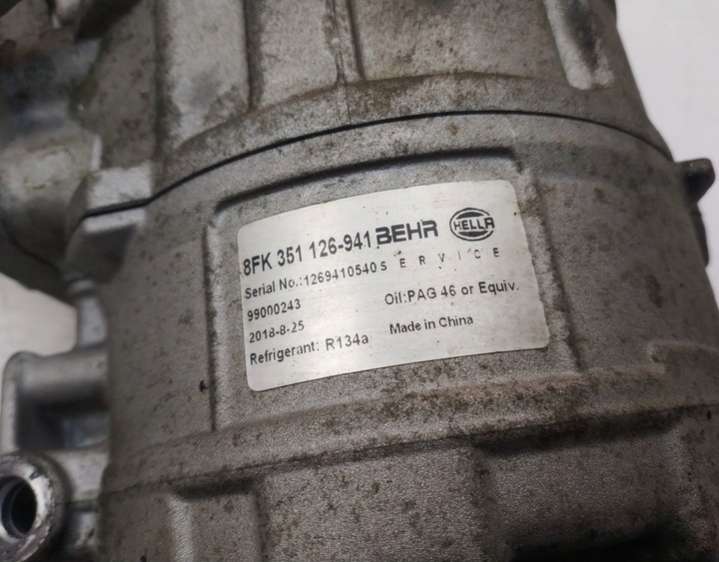 8FK 351 126-941 BEHR HELLA
Serial No.:1269410540 SERVICE
99000243 Oil:PAG 46 or Equiv.
2018-8-25
Refrigerant: R134a Made in China